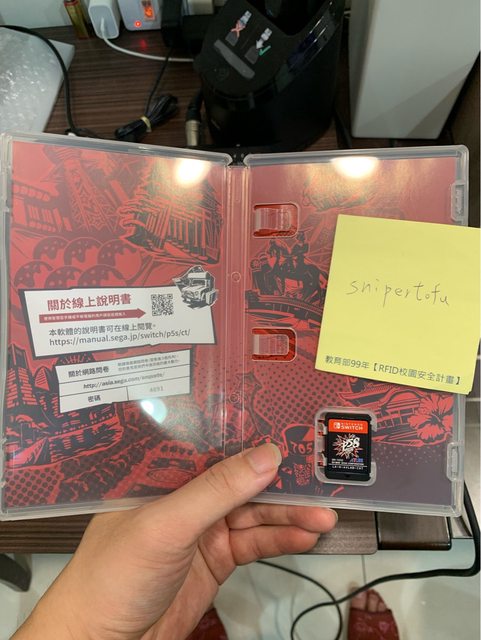 關於線上說明書
本軟體的說明書可在線上閱覽。
https://manual.sega.jp/switch/p5s/ct/
關於網路問卷
http://asia.sega.com/enquete/
密碼
4691
snipertofu
教育部99年【RFID校園安全計畫】
SWITCH
P5S